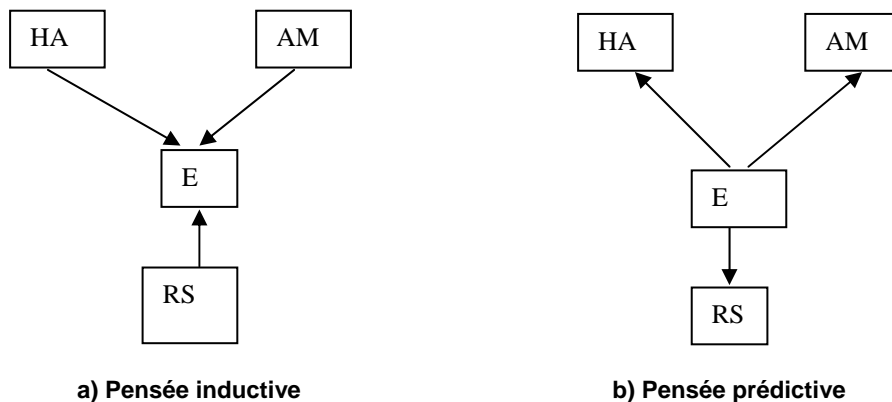 HA
AM
E
RS
a) Pensée inductive
HA
AM
E
RS
b) Pensée prédictive